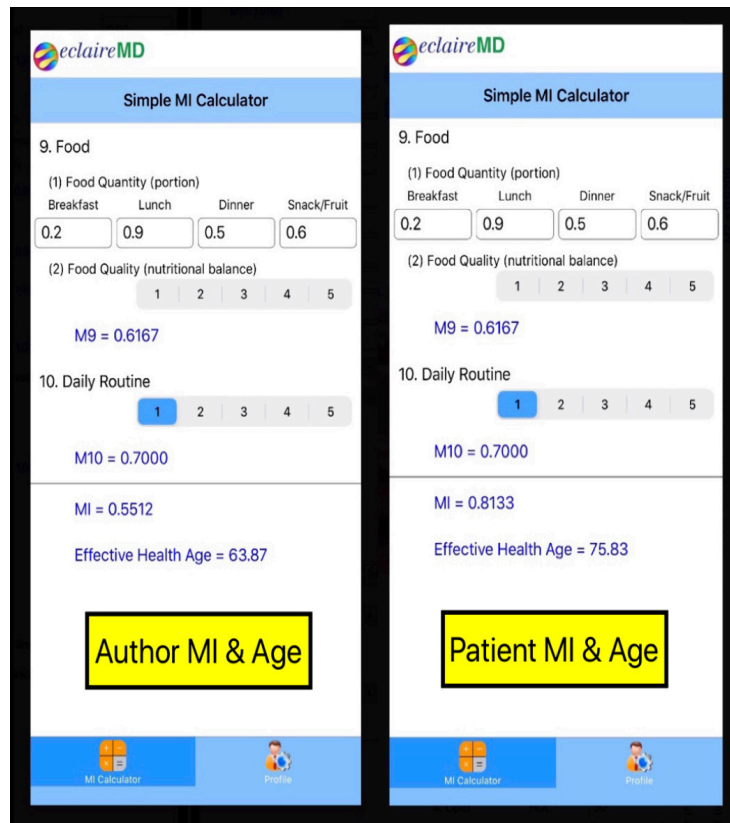 eclaireMD
Simple MI Calculator
9. Food
(1) Food Quantity (portion)
Breakfast Lunch Dinner Snack/Fruit
0.2 0.9 0.5 0.6
(2) Food Quality (nutritional balance)
1 2 3 4 5
M9 = 0.6167
10. Daily Routine
1 2 3 4 5
M10 = 0.7000
MI = 0.5512
Effective Health Age = 63.87
Author MI & Age
MI Calculator Profile
eclaireMD
Simple MI Calculator
9. Food
(1) Food Quantity (portion)
Breakfast Lunch Dinner Snack/Fruit
0.2 0.9 0.5 0.6
(2) Food Quality (nutritional balance)
1 2 3 4 5
M9 = 0.6167
10. Daily Routine
1 2 3 4 5
M10 = 0.7000
MI = 0.8133
Effective Health Age = 75.83
Patient MI & Age
MI Calculator Profile